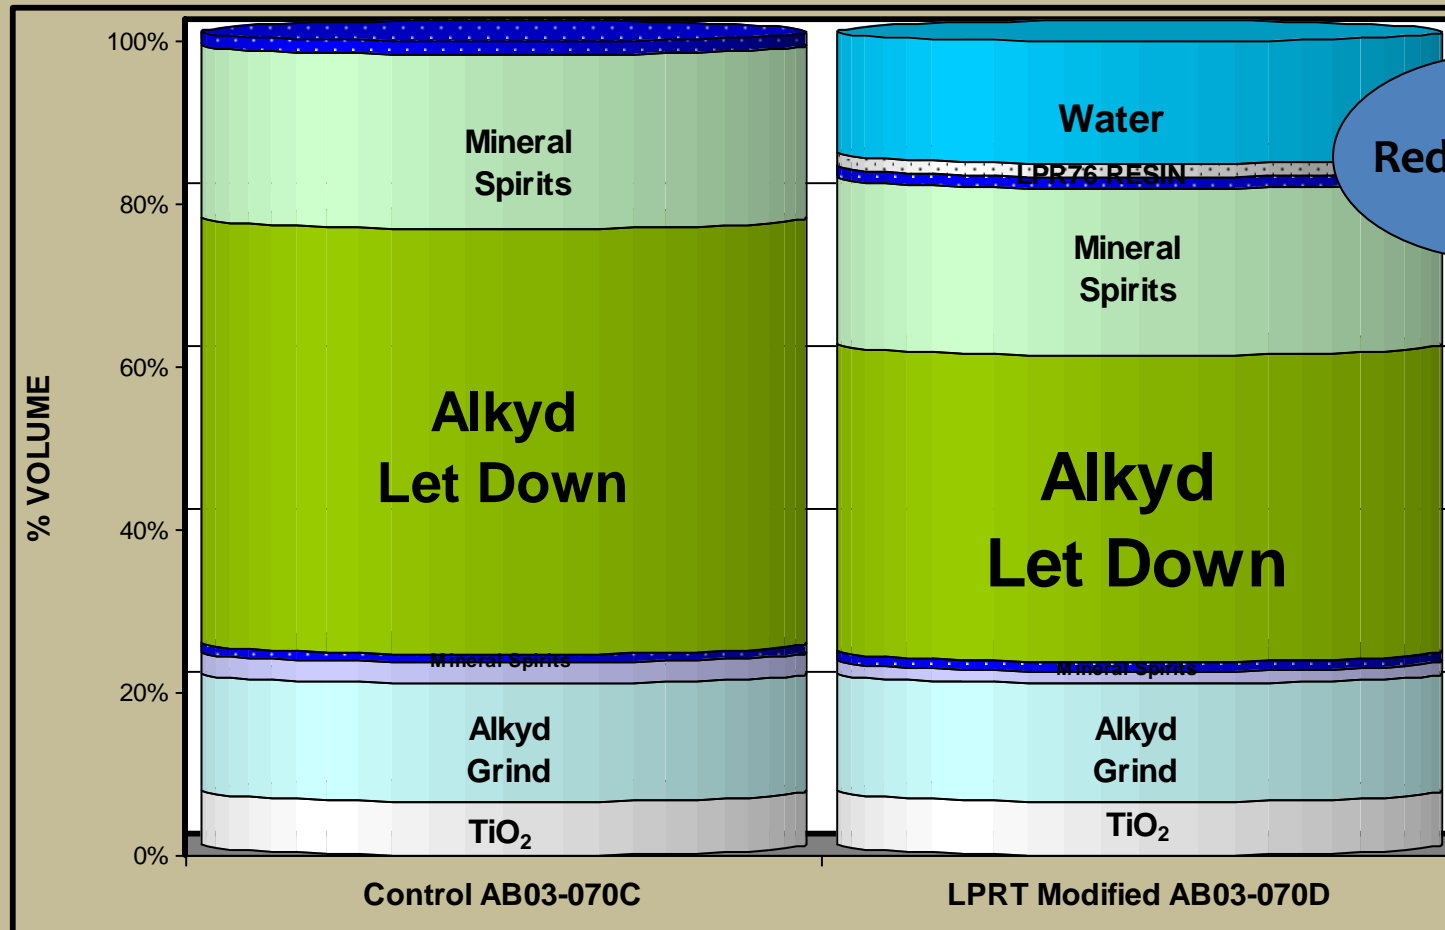 100%
80%
60%
40%
20%
0%
% VOLUME
Mineral
Spirits
Alkyd
Let Down
Mineral Spirits
Alkyd
Grind
TiO₂
Control AB03-070C
Water
LPR76 RESIN
Mineral
Spirits
Alkyd
Let Down
Mineral Spirits
Alkyd
Grind
TiO₂
LPRT Modified AB03-070D
Red